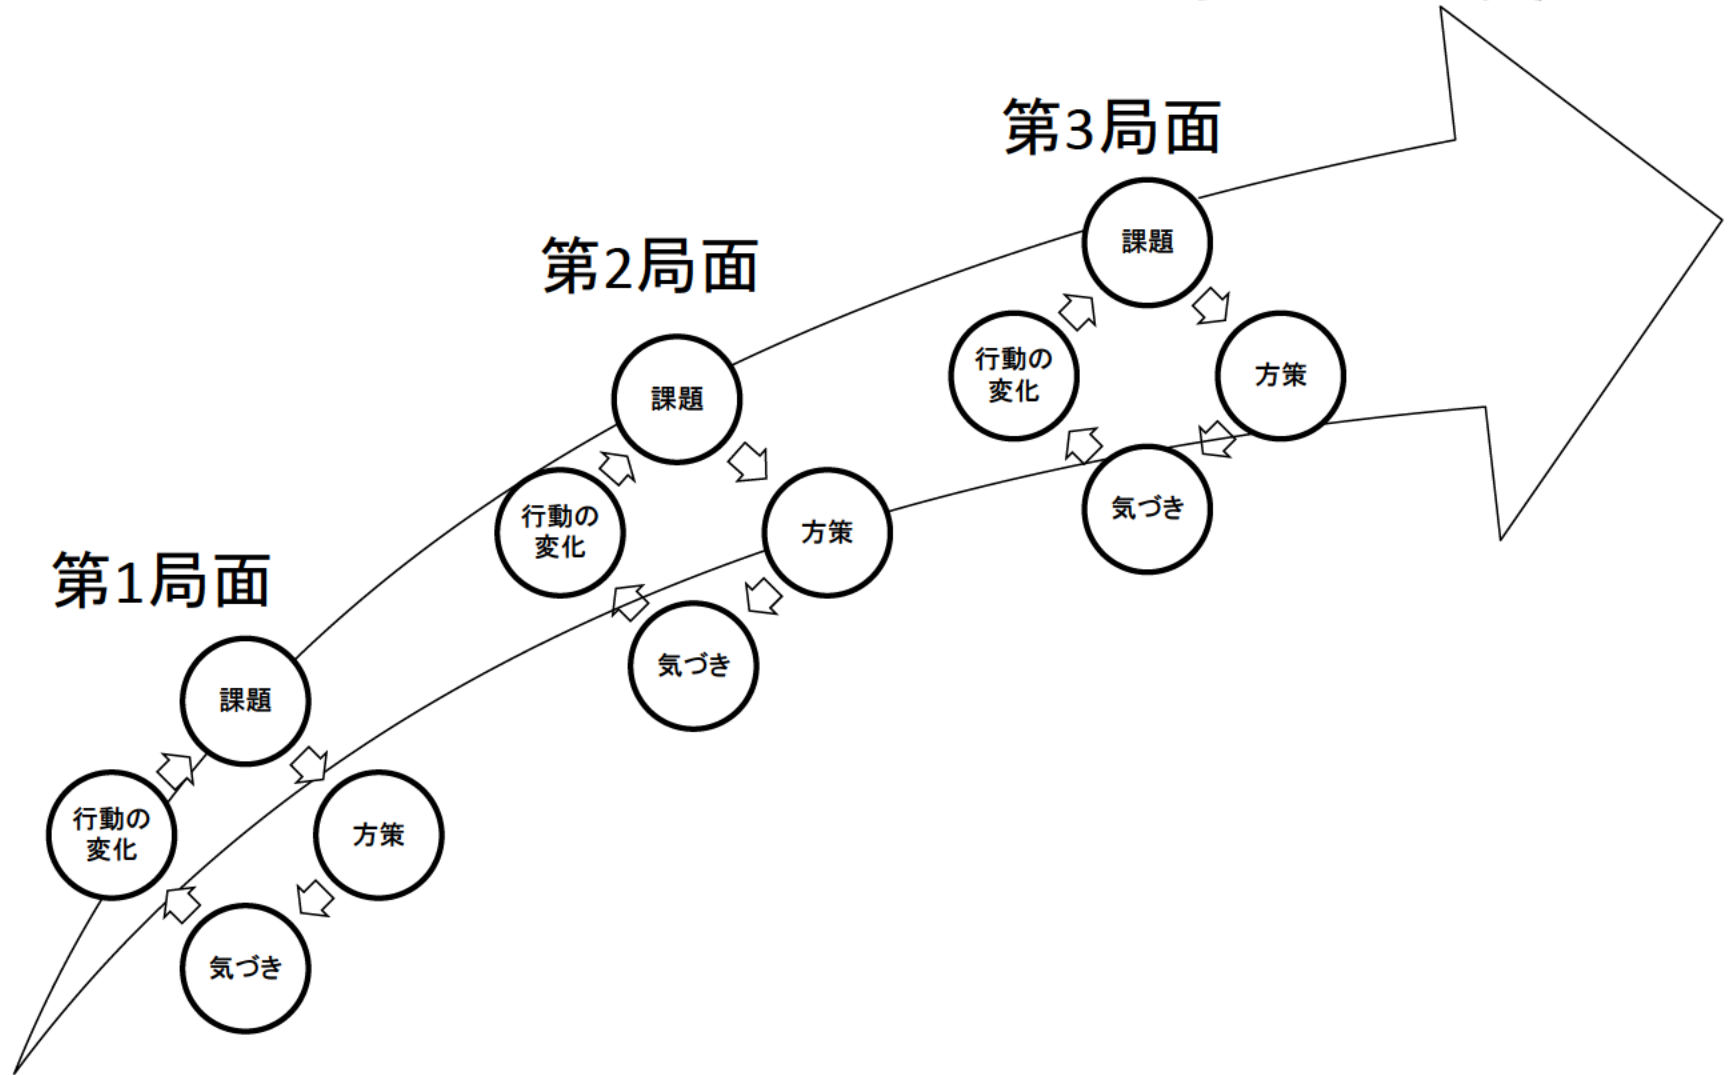 第1局面
課題
行動の
変化
方策
気づき
第2局面
課題
行動の
変化
方策
気づき
第3局面
課題
行動の
変化
方策
気づき